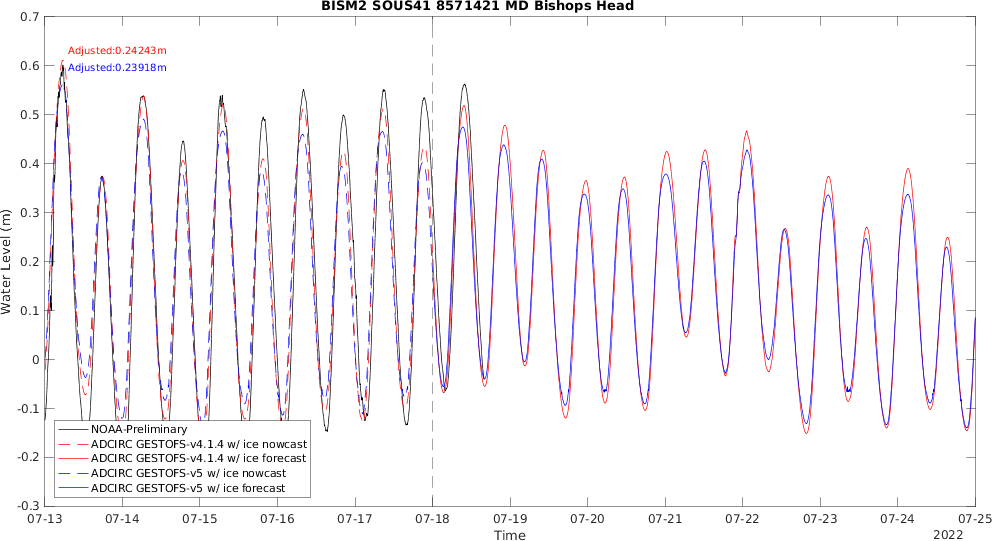 BISM2 SOUS41 8571421 MD Bishops Head
0.7
0.6
0.5
0.4
0.3
0.2
0.1
0
-0.1
-0.2
-0.3
Water Level (m)
Adjusted:0.24243m
Adjusted:0.23918m
NOAA-Preliminary
ADCIRC GESTOFS-v4.1.4 w/ ice nowcast
ADCIRC GESTOFS-v4.1.4 w/ ice forecast
ADCIRC GESTOFS-v5 w/ ice nowcast
ADCIRC GESTOFS-v5 w/ ice forecast
07-13 07-14 07-15 07-16 07-17 07-18 07-19 07-20 07-21 07-22 07-23 07-24 07-25
Time
2022